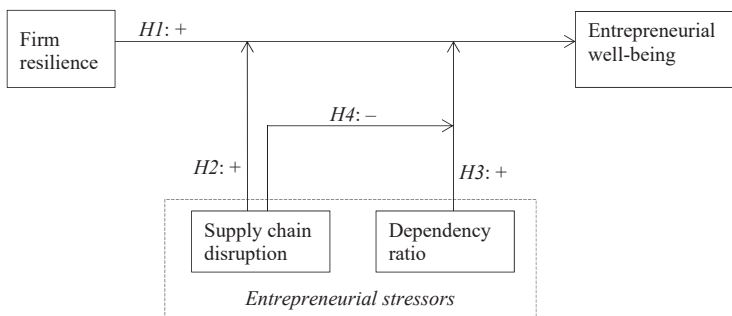 Firm
resilience
H1: +
Entrepreneurial
well-being
H4: –
H2: +
H3: +
Supply chain
disruption
Dependency
ratio
Entrepreneurial stressors